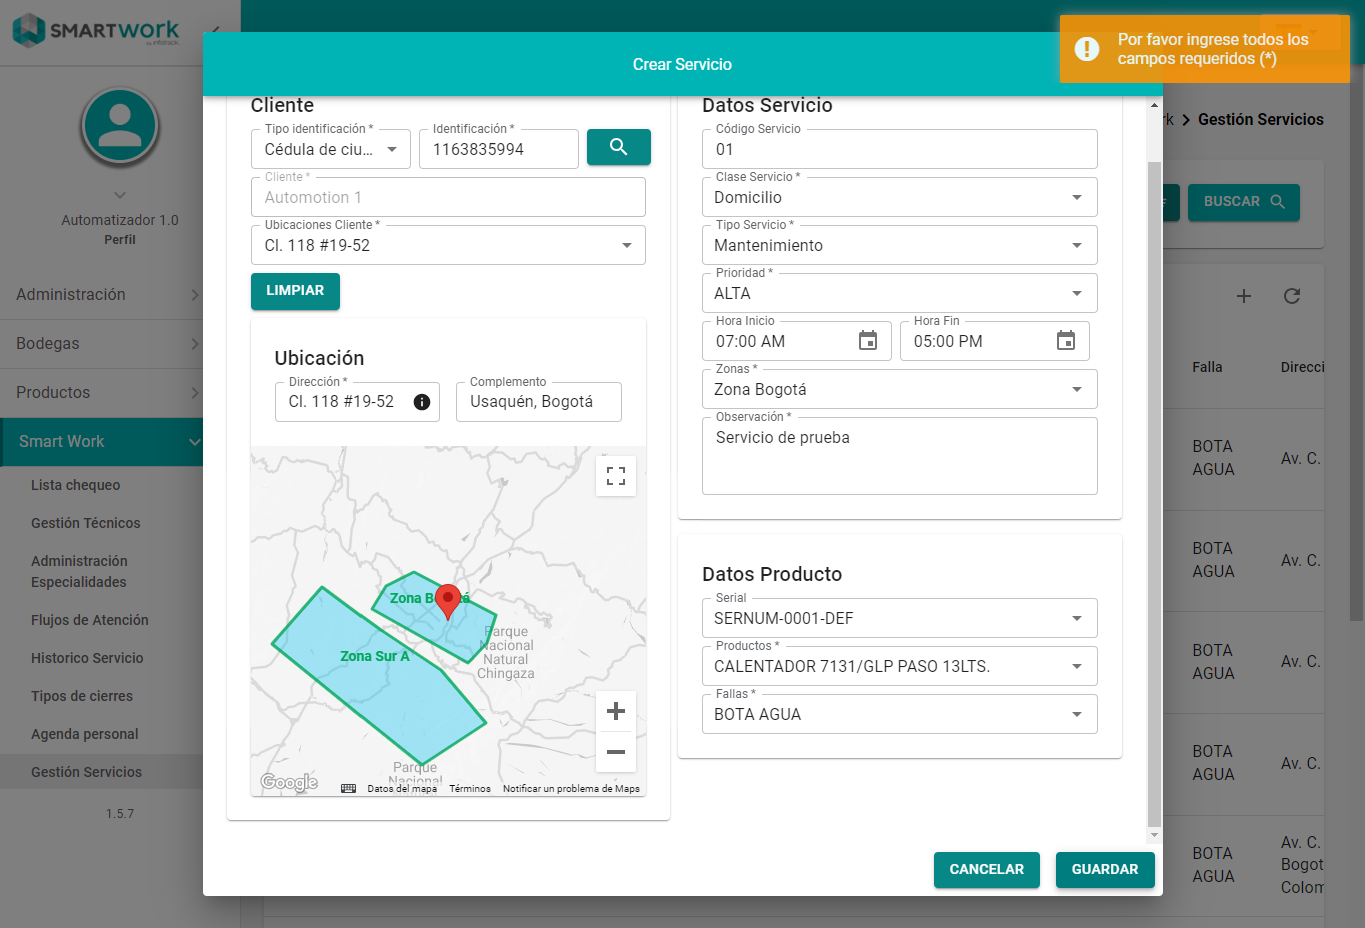 SMARTWORK
by infotrack
Automatizador 1.0
Perfil
Administración
Bodegas
Productos
Smart Work
Lista chequeo
Gestión Técnicos
Administración
Especialidades
Flujos de Atención
Historico Servicio
Tipos de cierres
Agenda personal
Gestión Servicios
1.5.7
Crear Servicio
Por favor ingrese todos los
campos requeridos (*)
Gestión Servicios
BUSCAR
Cliente
Tipo identificación *
Cédula de ciu...
Identificación *
1163835994
Cliente *
Automotion 1
Ubicaciones Cliente *
Cl. 118 #19-52
LIMPIAR
Ubicación
Dirección *
Cl. 118 #19-52
Complemento
Usaquén, Bogotá
Zona Bogotá
Zona Sur A
Parque
Nacional
Natural
Chingaza
Parque
Nacional
Google
Datos del mapa
Términos
Notificar un problema de Maps
Datos Servicio
Código Servicio
01
Clase Servicio *
Domicilio
Tipo Servicio *
Mantenimiento
Prioridad *
ALTA
Hora Inicio
07:00 AM
Hora Fin
05:00 PM
Zonas *
Zona Bogotá
Observación *
Servicio de prueba
Datos Producto
Serial
SERNUM-0001-DEF
Productos *
CALENTADOR 7131/GLP PASO 13LTS.
Fallas *
BOTA AGUA
CANCELAR
GUARDAR
Falla
Direcci
BOTA
AGUA
Av. C.
BOTA
AGUA
Av. C.
BOTA
AGUA
Av. C.
BOTA
AGUA
Av. C.
BOTA
AGUA
Av. C.
Bogot
Colom